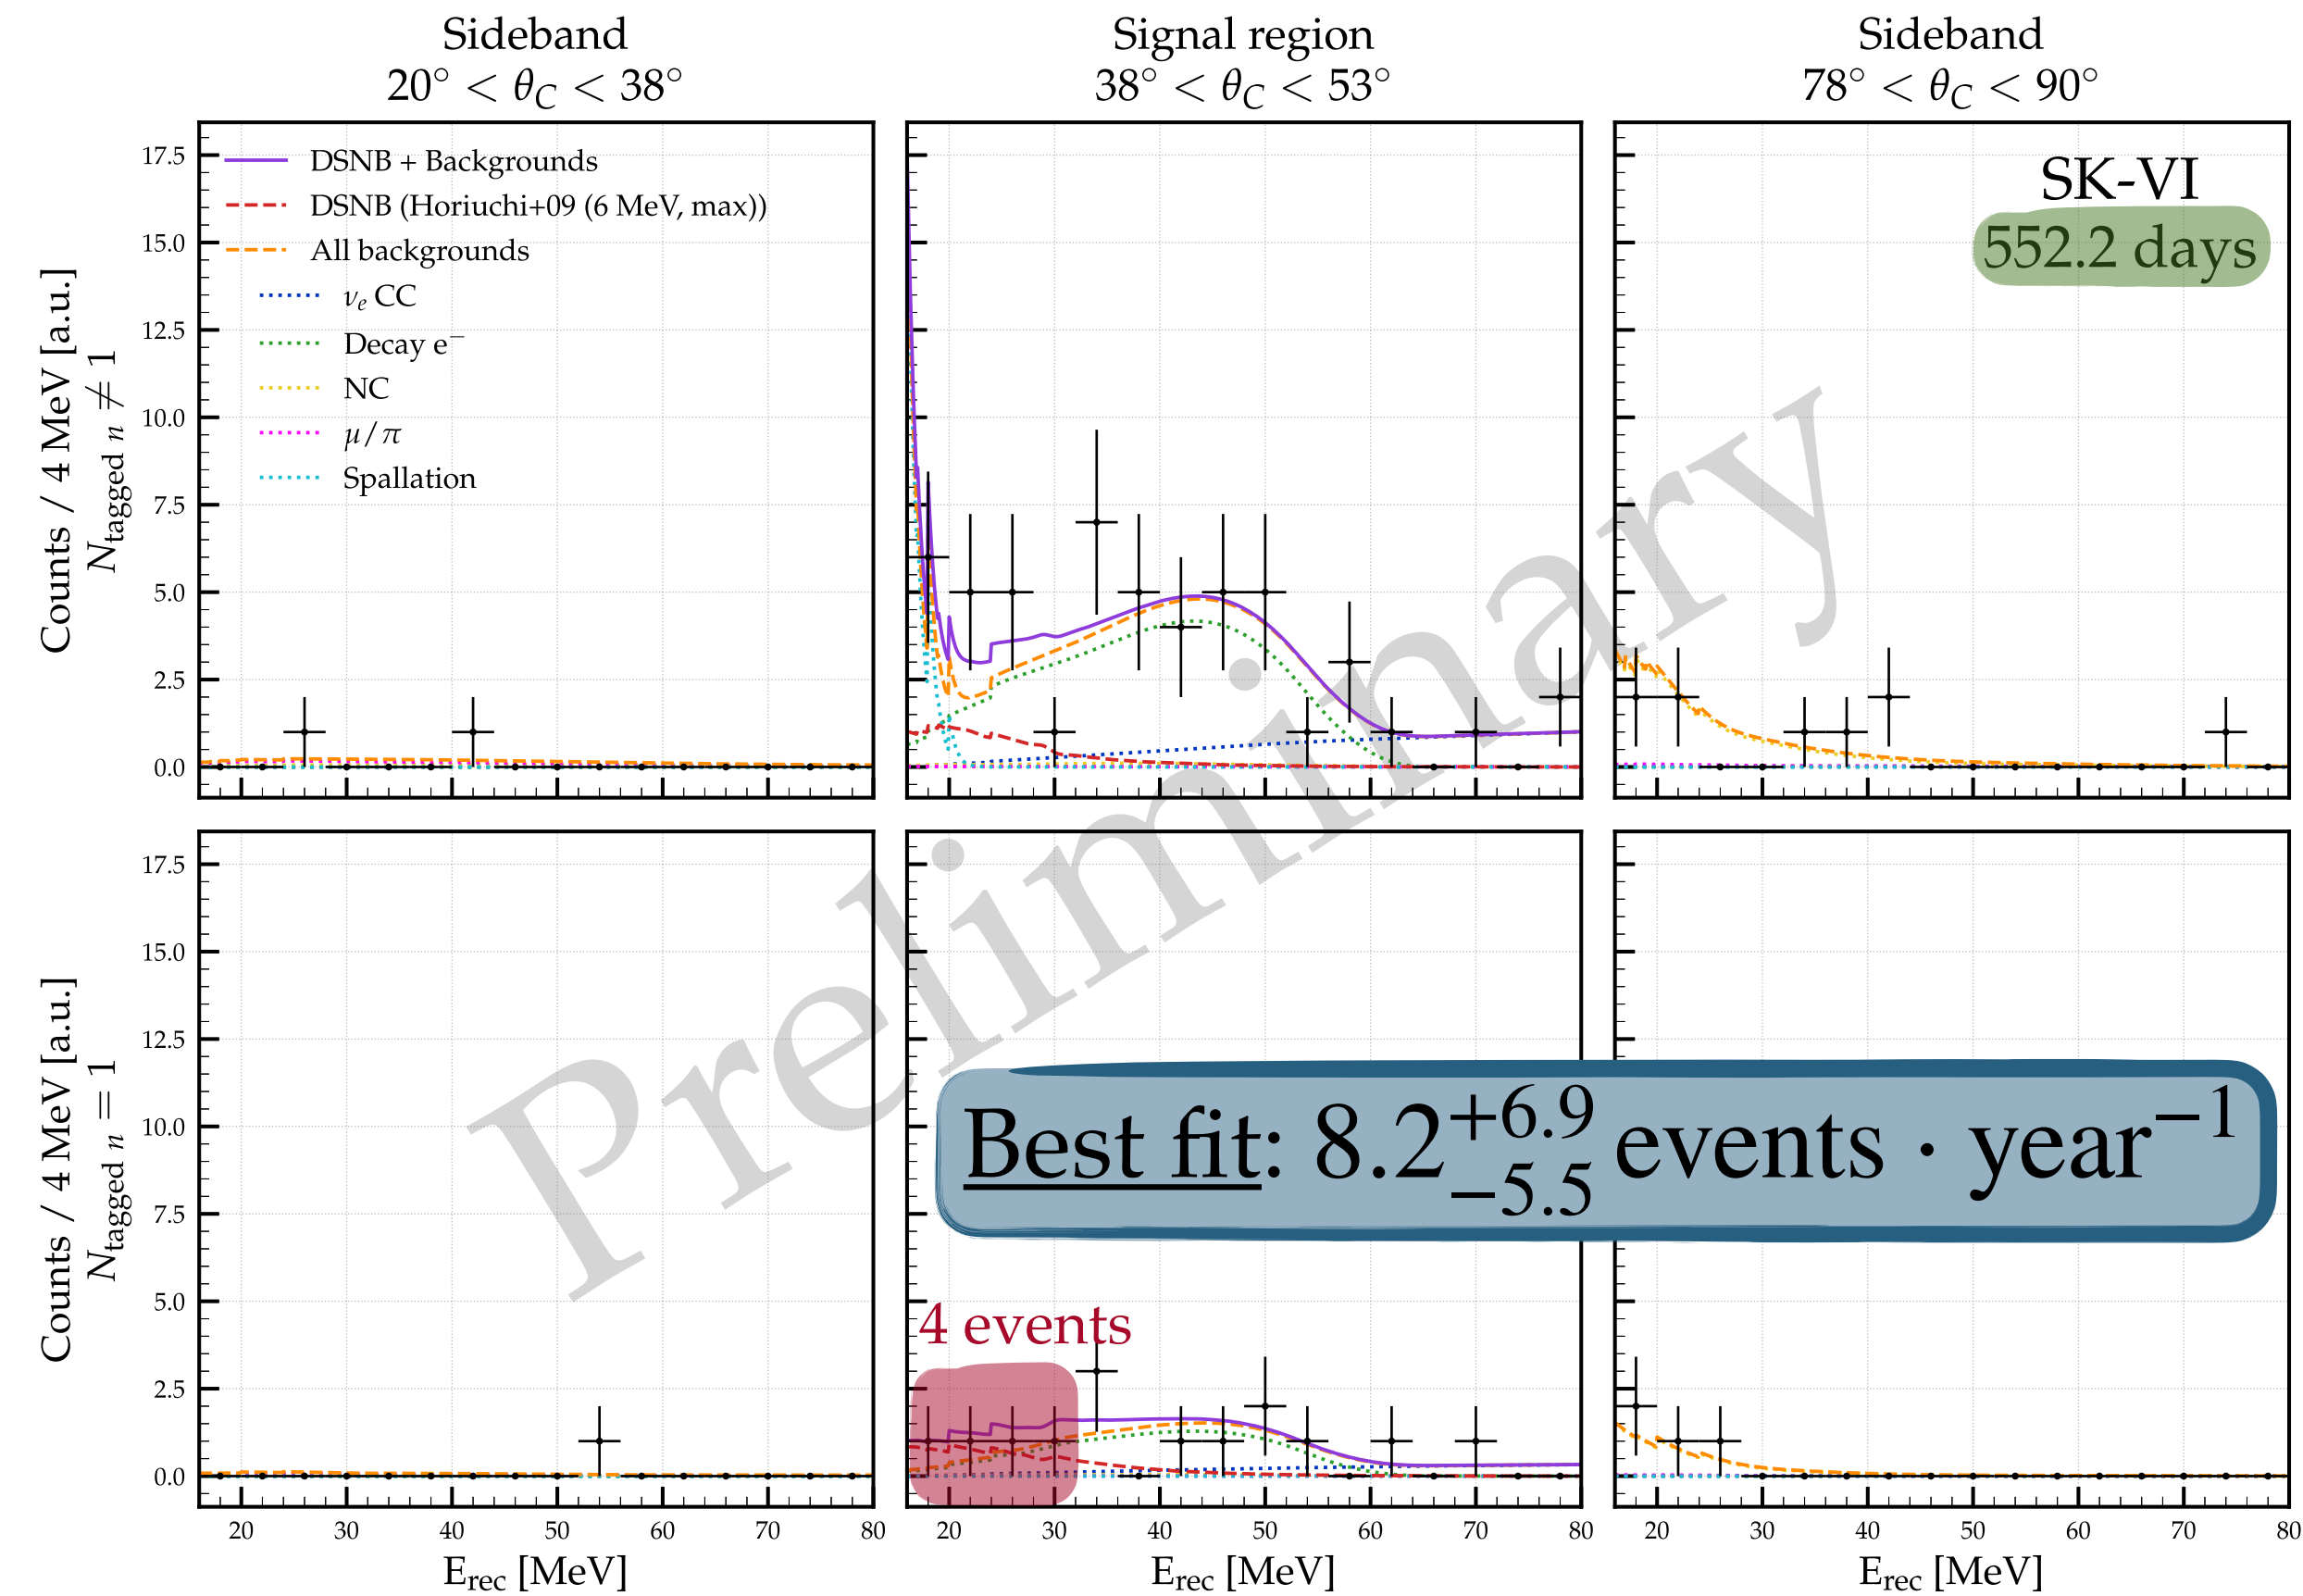 Sideband
20° < θ_C < 38°
Signal region
38° < θ_C < 53°
Sideband
78° < θ_C < 90°
Counts / 4 MeV [a.u.]
N_tagged n ≠ 1
17.5
15.0
12.5
10.0
7.5
5.0
2.5
0.0
DSNB + Backgrounds
DSNB (Horiuchi+09 (6 MeV, max))
All backgrounds
ν_e CC
Decay e⁻
NC
μ/π
Spallation
SK-VI
552.2 days
Preliminary
Counts / 4 MeV [a.u.]
N_tagged n = 1
17.5
15.0
12.5
10.0
7.5
5.0
2.5
0.0
Best fit: 8.2 +6.9 −5.5 events · year⁻¹
4 events
20 30 40 50 60 70 80
20 30 40 50 60 70 80
20 30 40 50 60 70 80
E_rec [MeV]
E_rec [MeV]
E_rec [MeV]